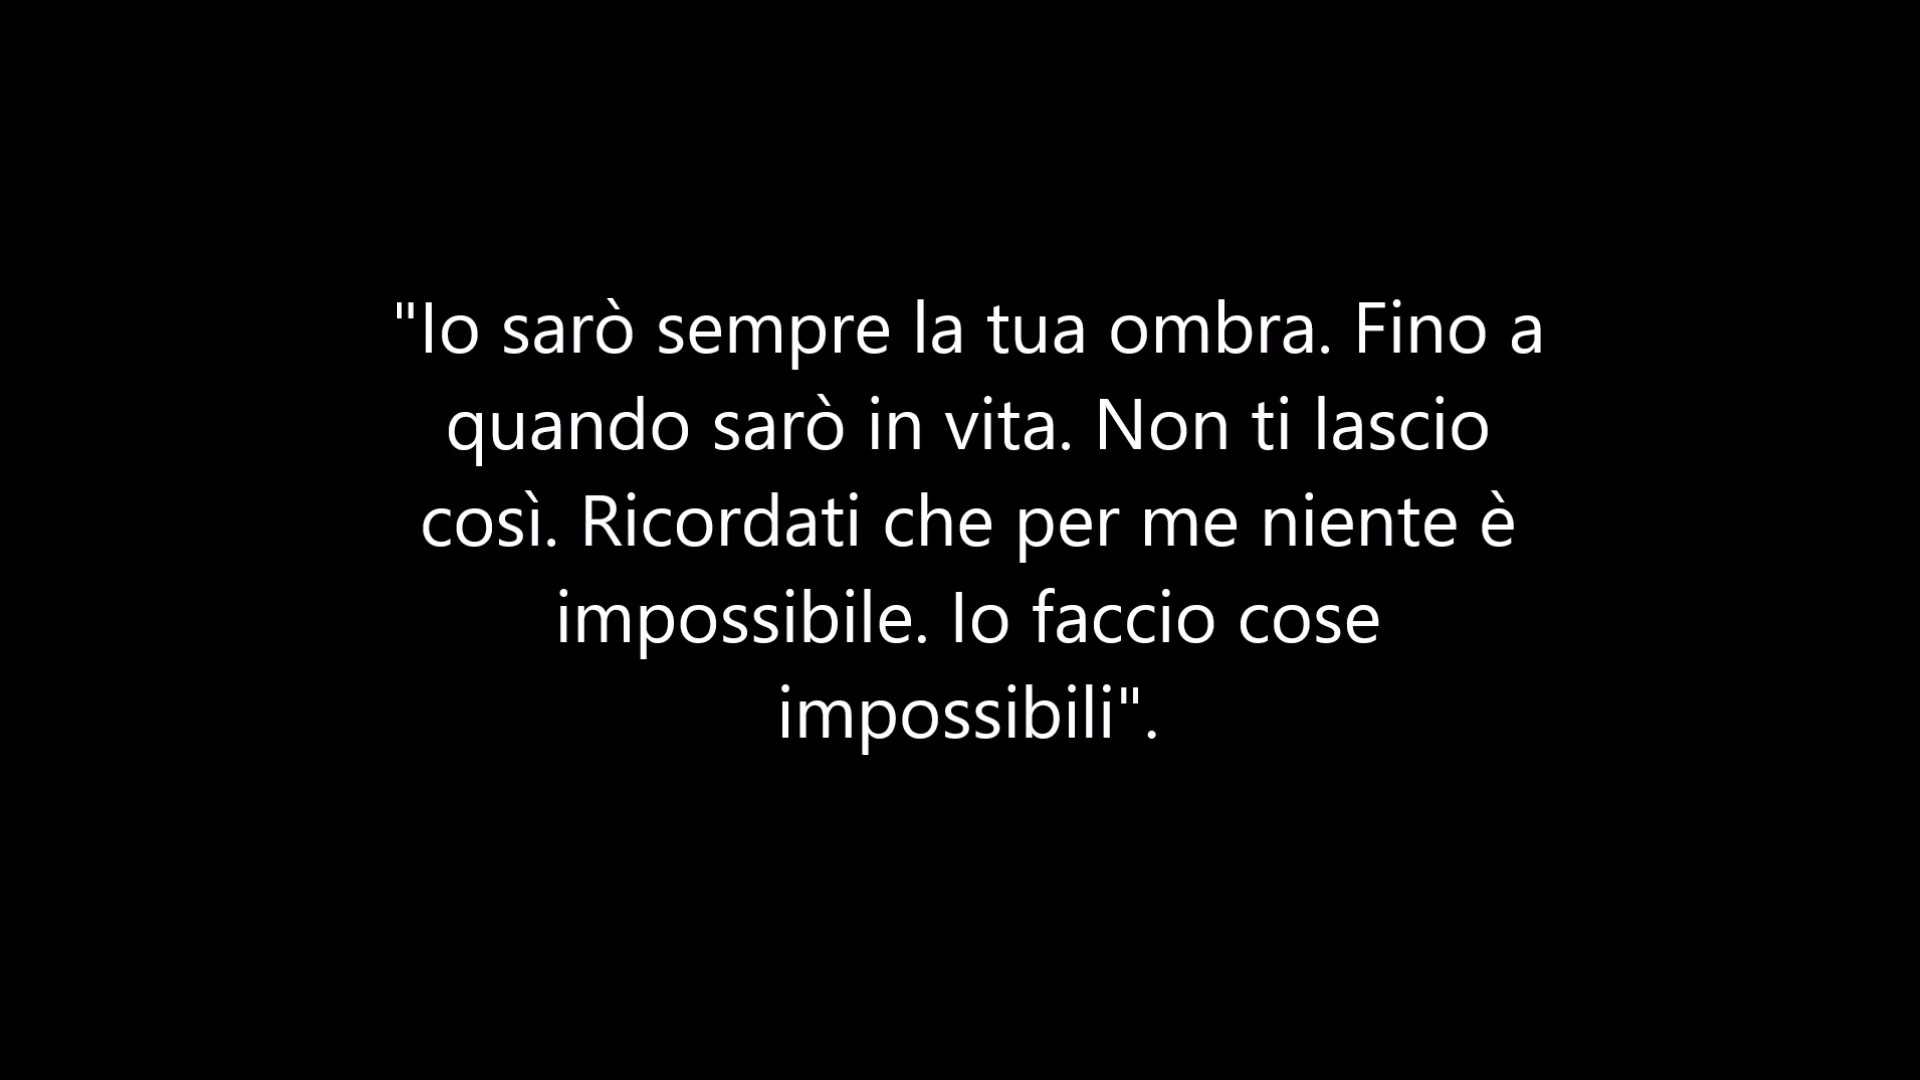 "Io sarò sempre la tua ombra. Fino a
quando sarò in vita. Non ti lascio
così. Ricordati che per me niente è
impossibile. Io faccio cose
impossibili".